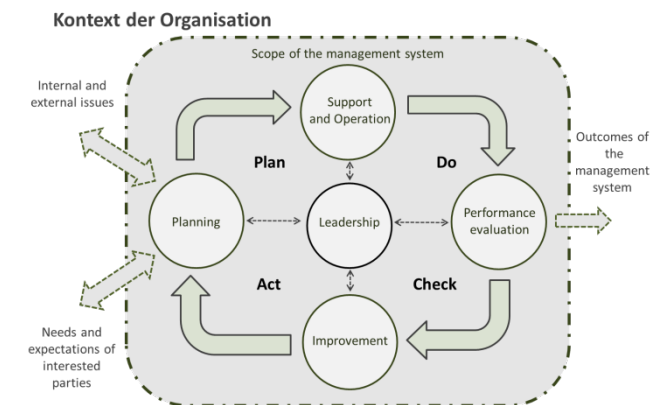 Kontext der Organisation
Scope of the management system
Internal and
external issues
Support
and Operation
Outcomes of
the
management
system
Plan
Do
Planning
Leadership
Performance
evaluation
Act
Check
Improvement
Needs and
expectations of
interested
parties